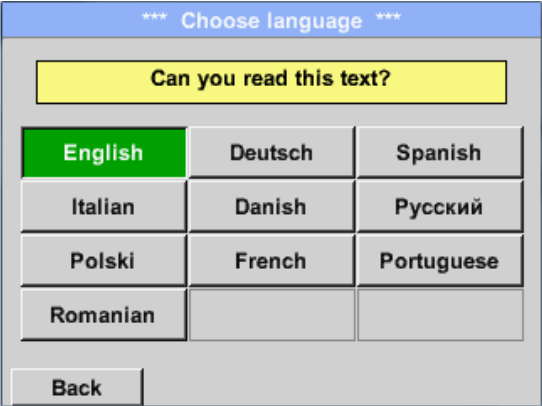 *** Choose language ***
Can you read this text?
English Deutsch Spanish
Italian Danish Русский
Polski French Portuguese
Romanian
Back